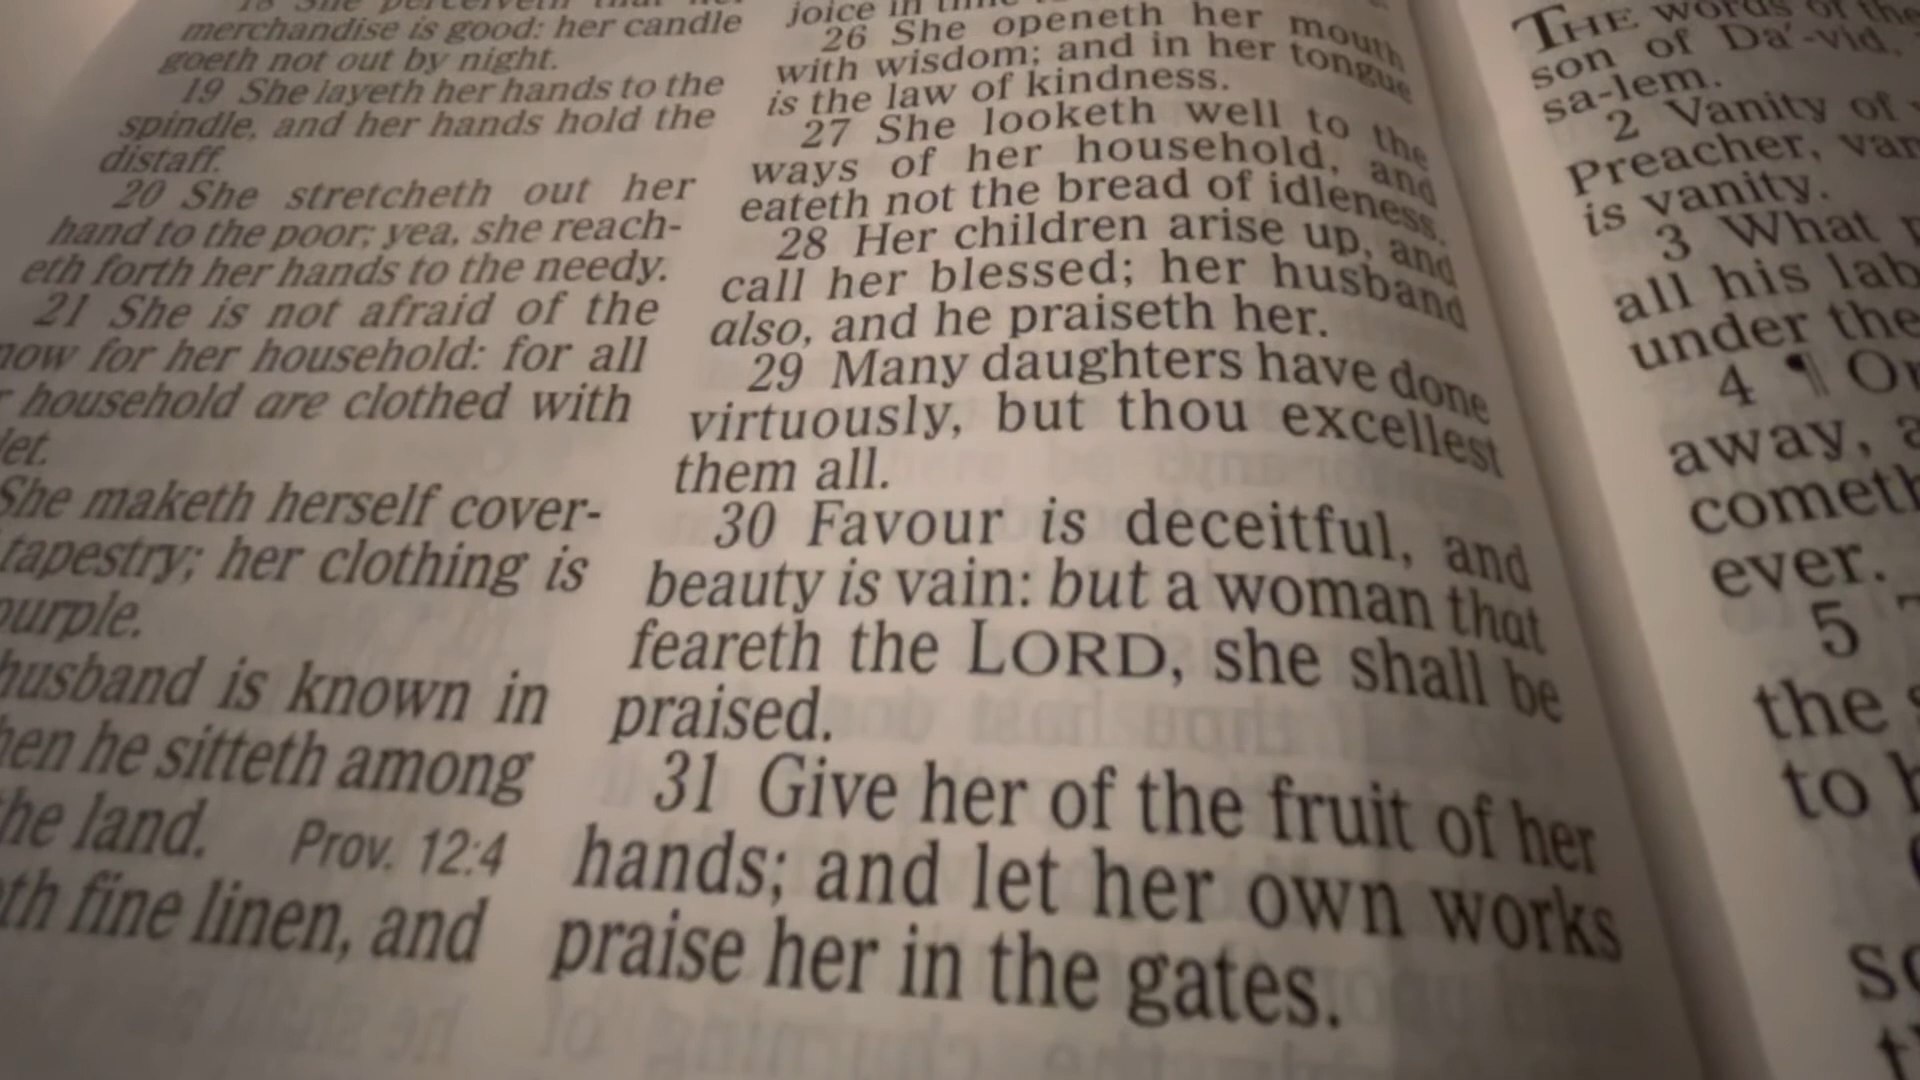 merchandise is good: her candle
goeth not out by night.
19 She layeth her hands to the
spindle, and her hands hold the
distaff.
20 She stretcheth out her
hand to the poor; yea, she reach-
eth forth her hands to the needy.
21 She is not afraid of the
for her household: for all
household are clothed with
She maketh herself cover-
tapestry; her clothing is
purple.
husband is known in
he sitteth among
the land. Prov. 12:4
fine linen, and
joice in
26 She openeth her mouth
with wisdom; and in her tongue
is the law of kindness.
27 She looketh well to the
ways of her household, and
eateth not the bread of idleness.
28 Her children arise up, and
call her blessed; her husband
also, and he praiseth her.
29 Many daughters have done
virtuously, but thou excellest
them all.
30 Favour is deceitful, and
beauty is vain: but a woman that
feareth the LORD, she shall be
praised.
31 Give her of the fruit of her
hands; and let her own works
praise her in the gates.
THE words of the
son of Da'-vid,
sa-lem.
2 Vanity of
Preacher,
is vanity.
3 What
all his
under the
4 ¶
away,
cometh
ever.
5
the
to